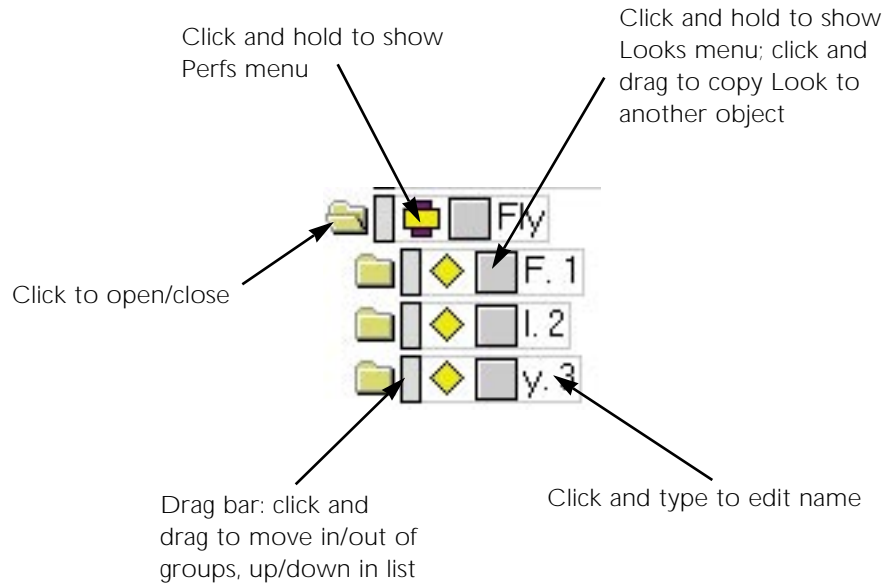 Click and hold to show
Perfs menu
Click and hold to show
Looks menu; click and
drag to copy Look to
another object
Fly
F. 1
l. 2
y. 3
Click to open/close
Drag bar: click and
drag to move in/out of
groups, up/down in list
Click and type to edit name